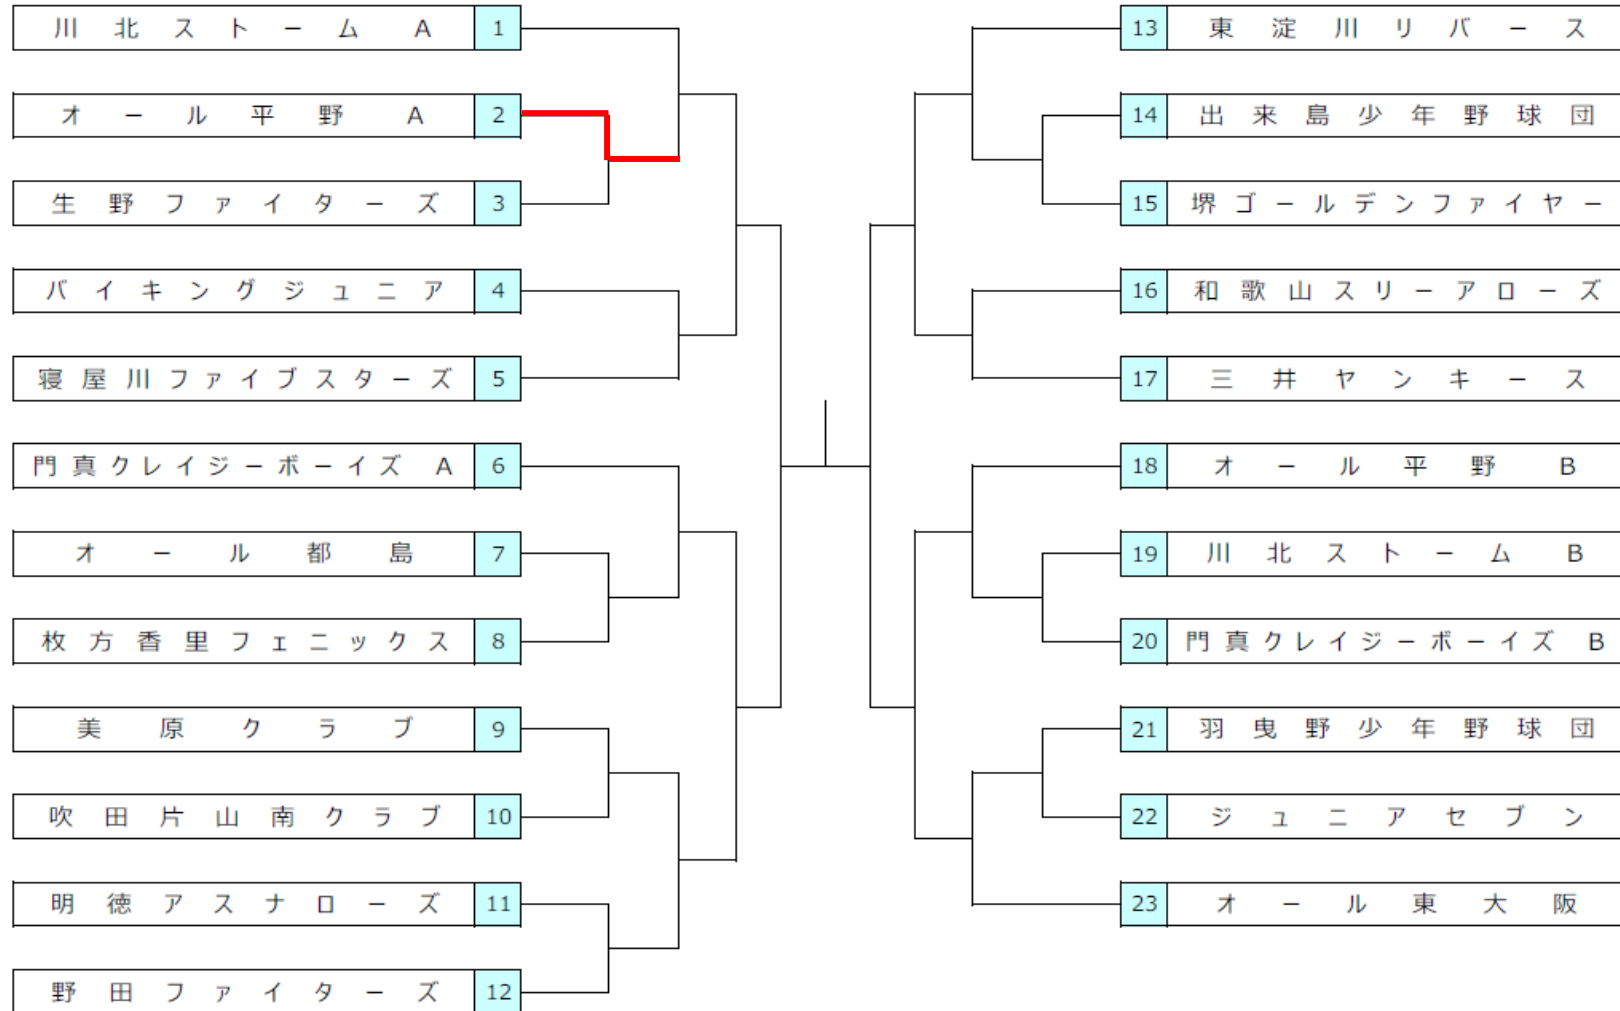 川北ストームA 1
オール平野A 2
生野ファイターズ 3
バイキングジュニア 4
寝屋川ファイブスターズ 5
門真クレイジーボーイズA 6
オール都島 7
枚方香里フェニックス 8
美原クラブ 9
吹田片山南クラブ 10
明徳アスナローズ 11
野田ファイターズ 12
13 東淀川リバース
14 出来島少年野球団
15 堺ゴールデンファイヤー
16 和歌山スリーアローズ
17 三井ヤンキース
18 オール平野B
19 川北ストームB
20 門真クレイジーボーイズB
21 羽曳野少年野球団
22 ジュニアセブン
23 オール東大阪